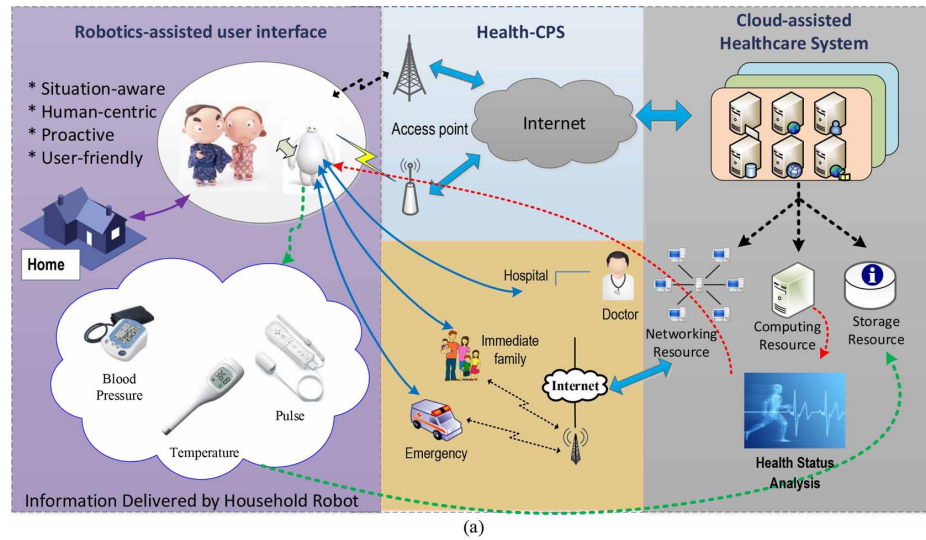 Robotics-assisted user interface
* Situation-aware
* Human-centric
* Proactive
* User-friendly
Home
Blood
Pressure
Temperature
Pulse
Information Delivered by Household Robot
Health-CPS
Access point
Internet
Hospital
Doctor
Immediate
family
Internet
Emergency
Cloud-assisted
Healthcare System
Networking
Resource
Computing
Resource
Storage
Resource
Health Status
Analysis
(a)